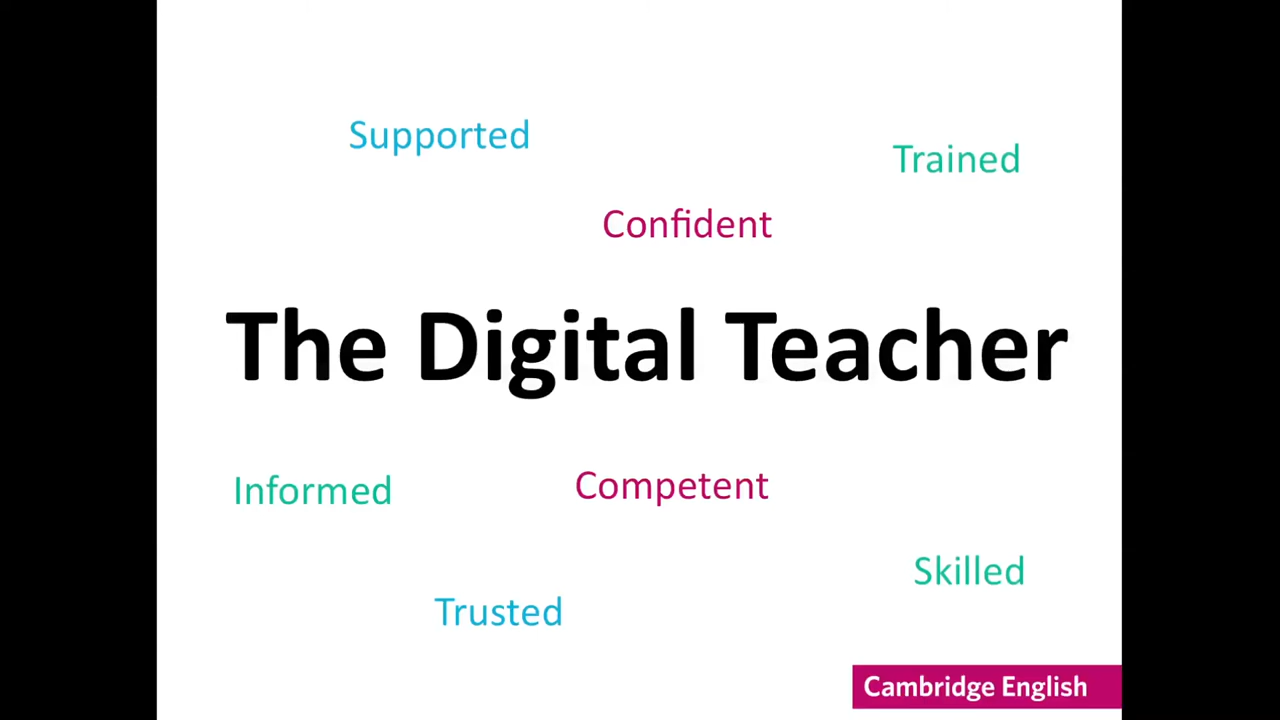 Supported
Trained
Confident
The Digital Teacher
Informed
Competent
Skilled
Trusted
Cambridge English